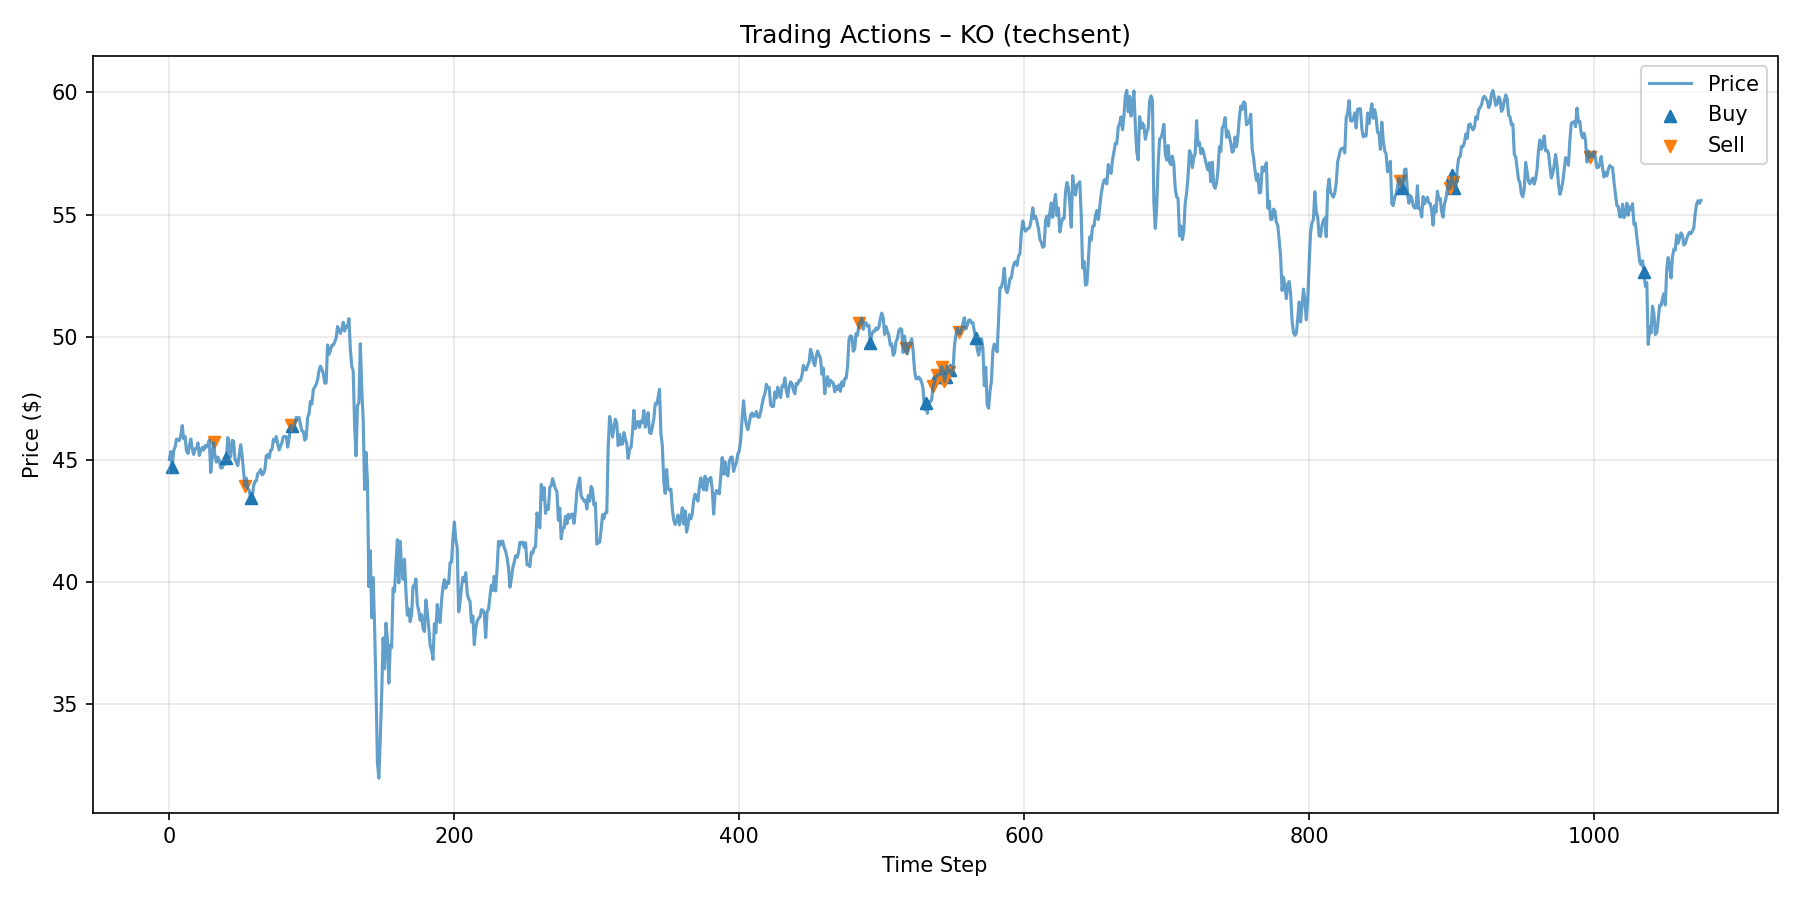 Trading Actions – KO (techsent)
Price
Buy
Sell
Price ($)
60
55
50
45
40
35
0 200 400 600 800 1000
Time Step